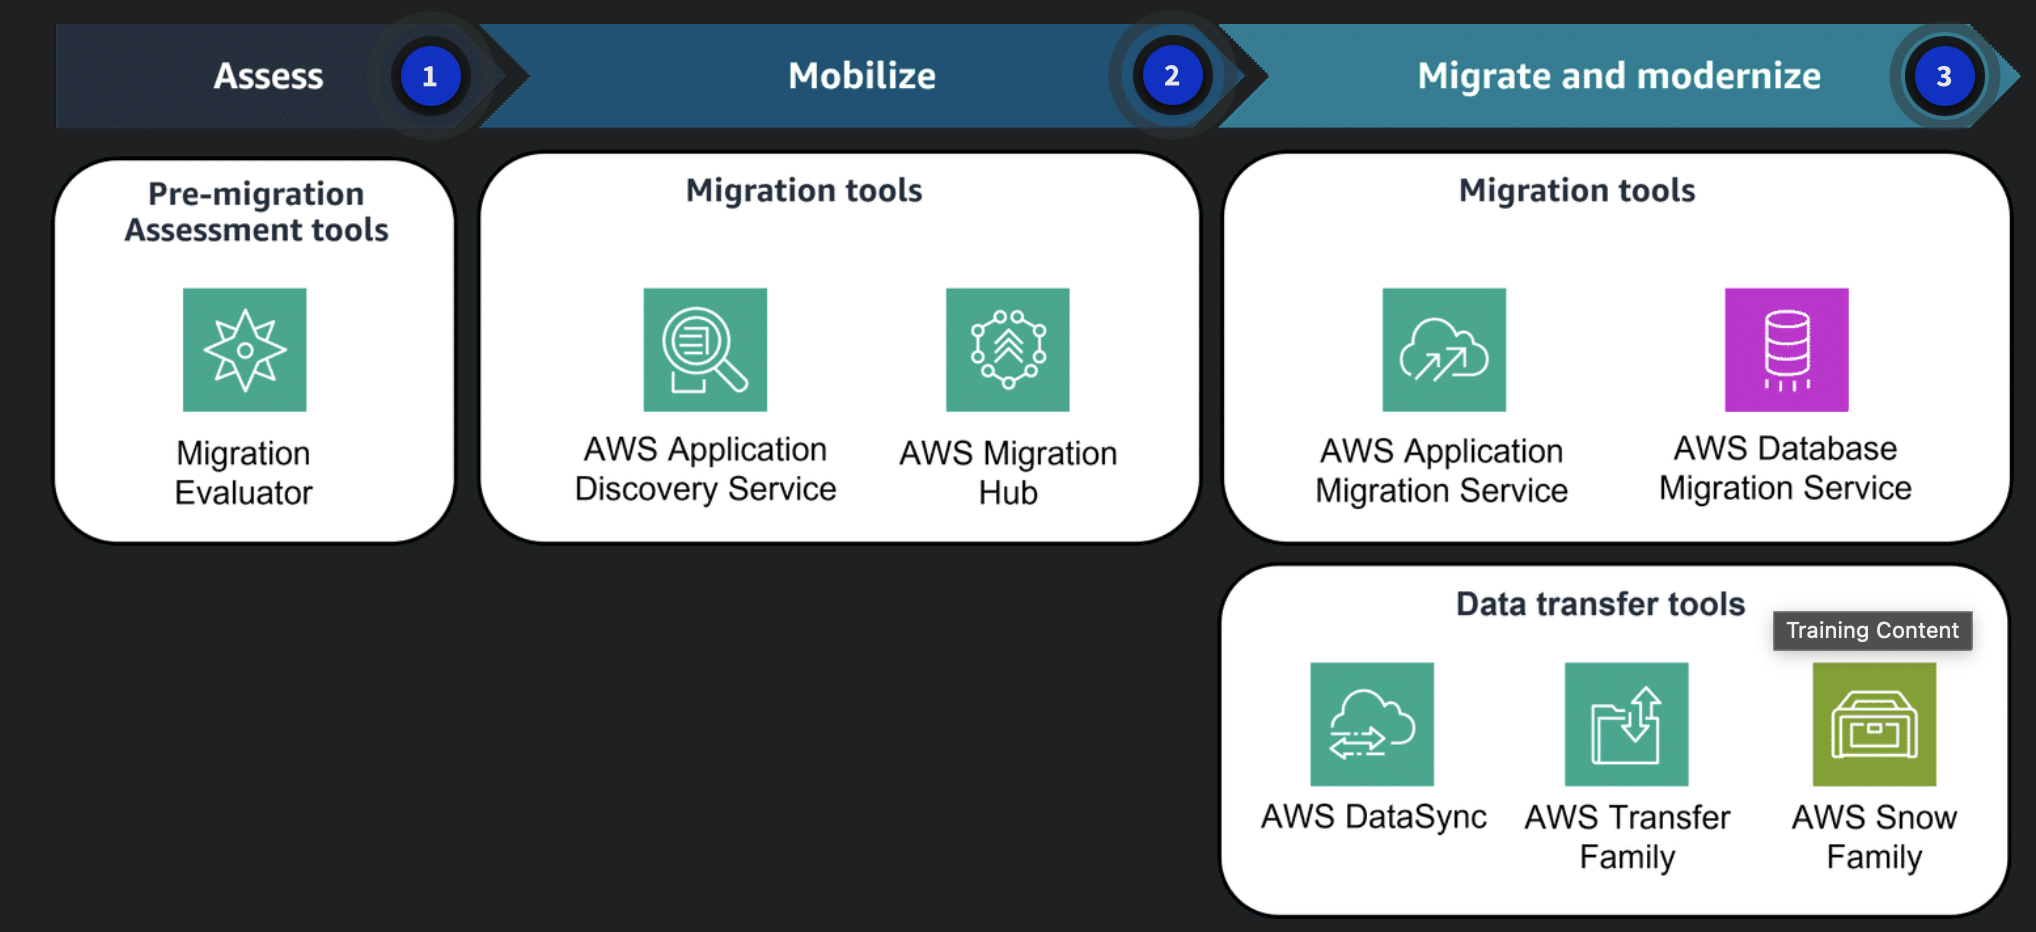 Assess
1
Mobilize
2
Migrate and modernize
3
Pre-migration
Assessment tools
Migration
Evaluator
Migration tools
AWS Application
Discovery Service
AWS Migration
Hub
Migration tools
AWS Application
Migration Service
AWS Database
Migration Service
Data transfer tools
Training Content
AWS DataSync
AWS Transfer
Family
AWS Snow
Family